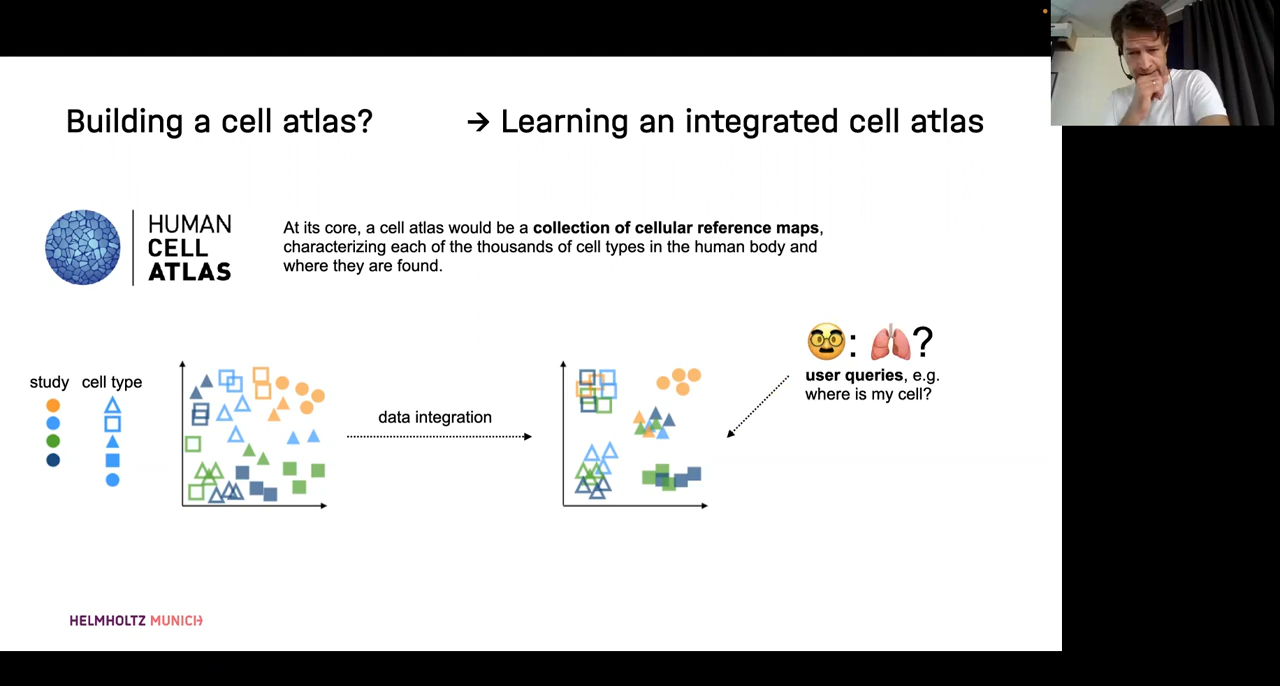 Building a cell atlas?
→ Learning an integrated cell atlas
HUMAN
CELL
ATLAS
At its core, a cell atlas would be a collection of cellular reference maps,
characterizing each of the thousands of cell types in the human body and
where they are found.
study
cell type
data integration
: ?
user queries, e.g.
where is my cell?
HELMHOLTZ MUNICH